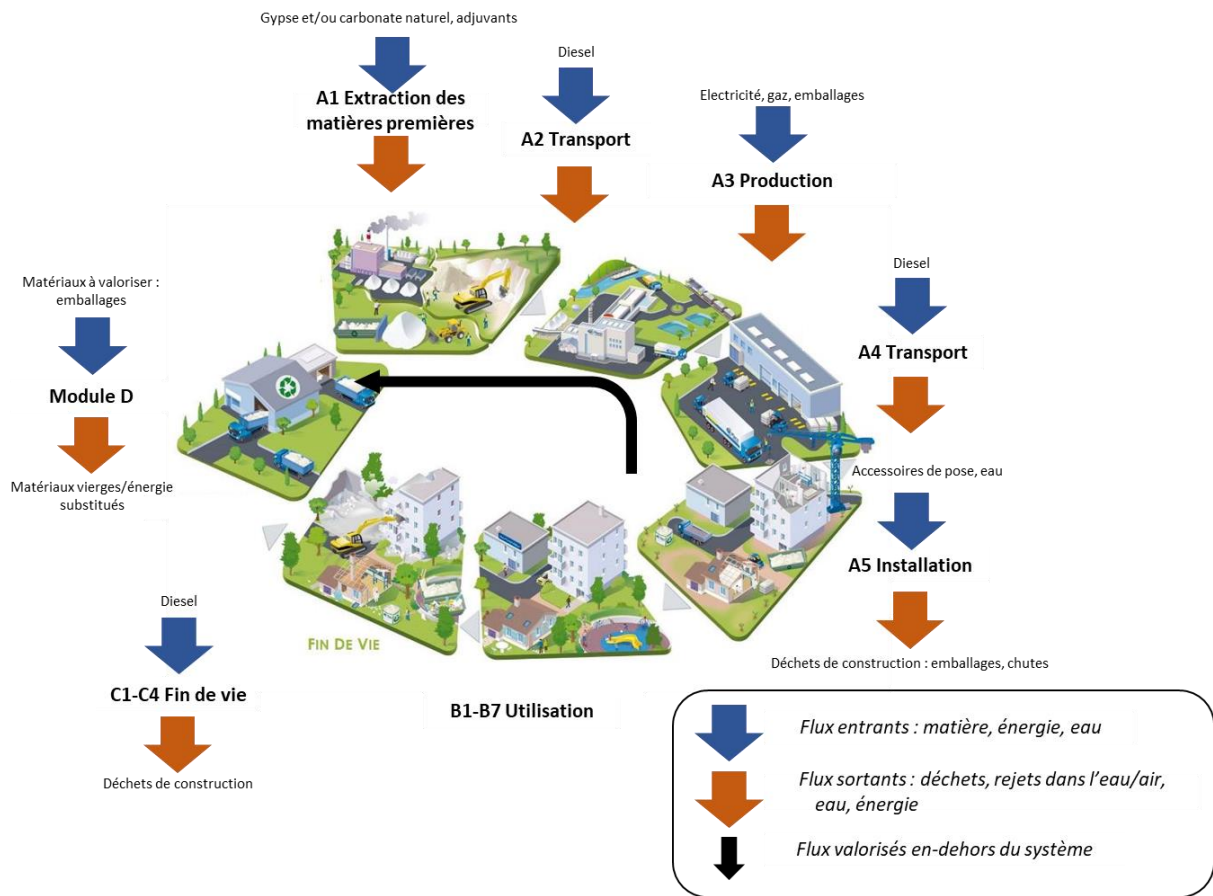 Gypse et/ou carbonate naturel, adjuvants
A1 Extraction des
matières premières
Diesel
A2 Transport
Electricité, gaz, emballages
A3 Production
Diesel
A4 Transport
Accessoires de pose, eau
A5 Installation
Déchets de construction : emballages, chutes
Matériaux à valoriser :
emballages
Module D
Matériaux vierges/énergie
substitués
FIN DE VIE
Diesel
C1-C4 Fin de vie
Déchets de construction
B1-B7 Utilisation
Flux entrants : matière, énergie, eau
Flux sortants : déchets, rejets dans l'eau/air,
eau, énergie
Flux valorisés en-dehors du système